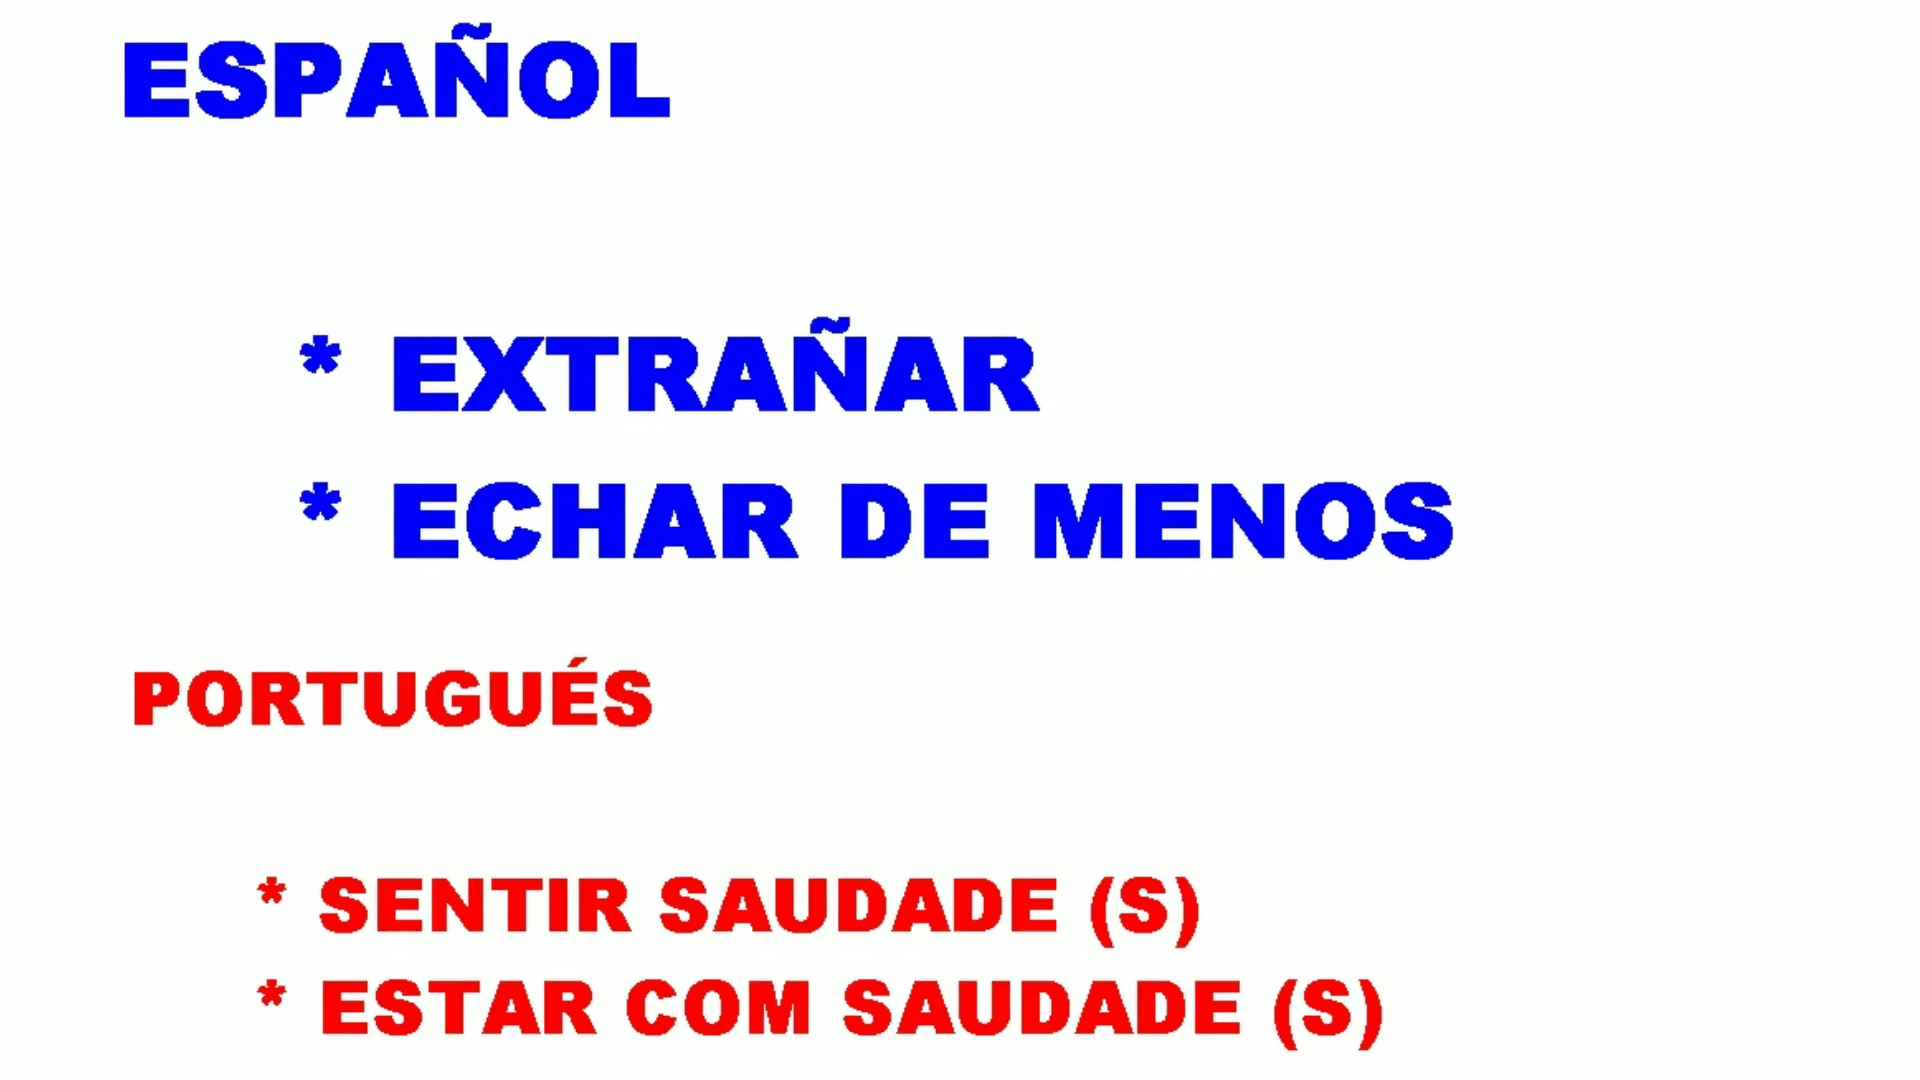 ESPAÑOL
* EXTRAÑAR
* ECHAR DE MENOS
PORTUGUÉS
* SENTIR SAUDADE (S)
* ESTAR COM SAUDADE (S)